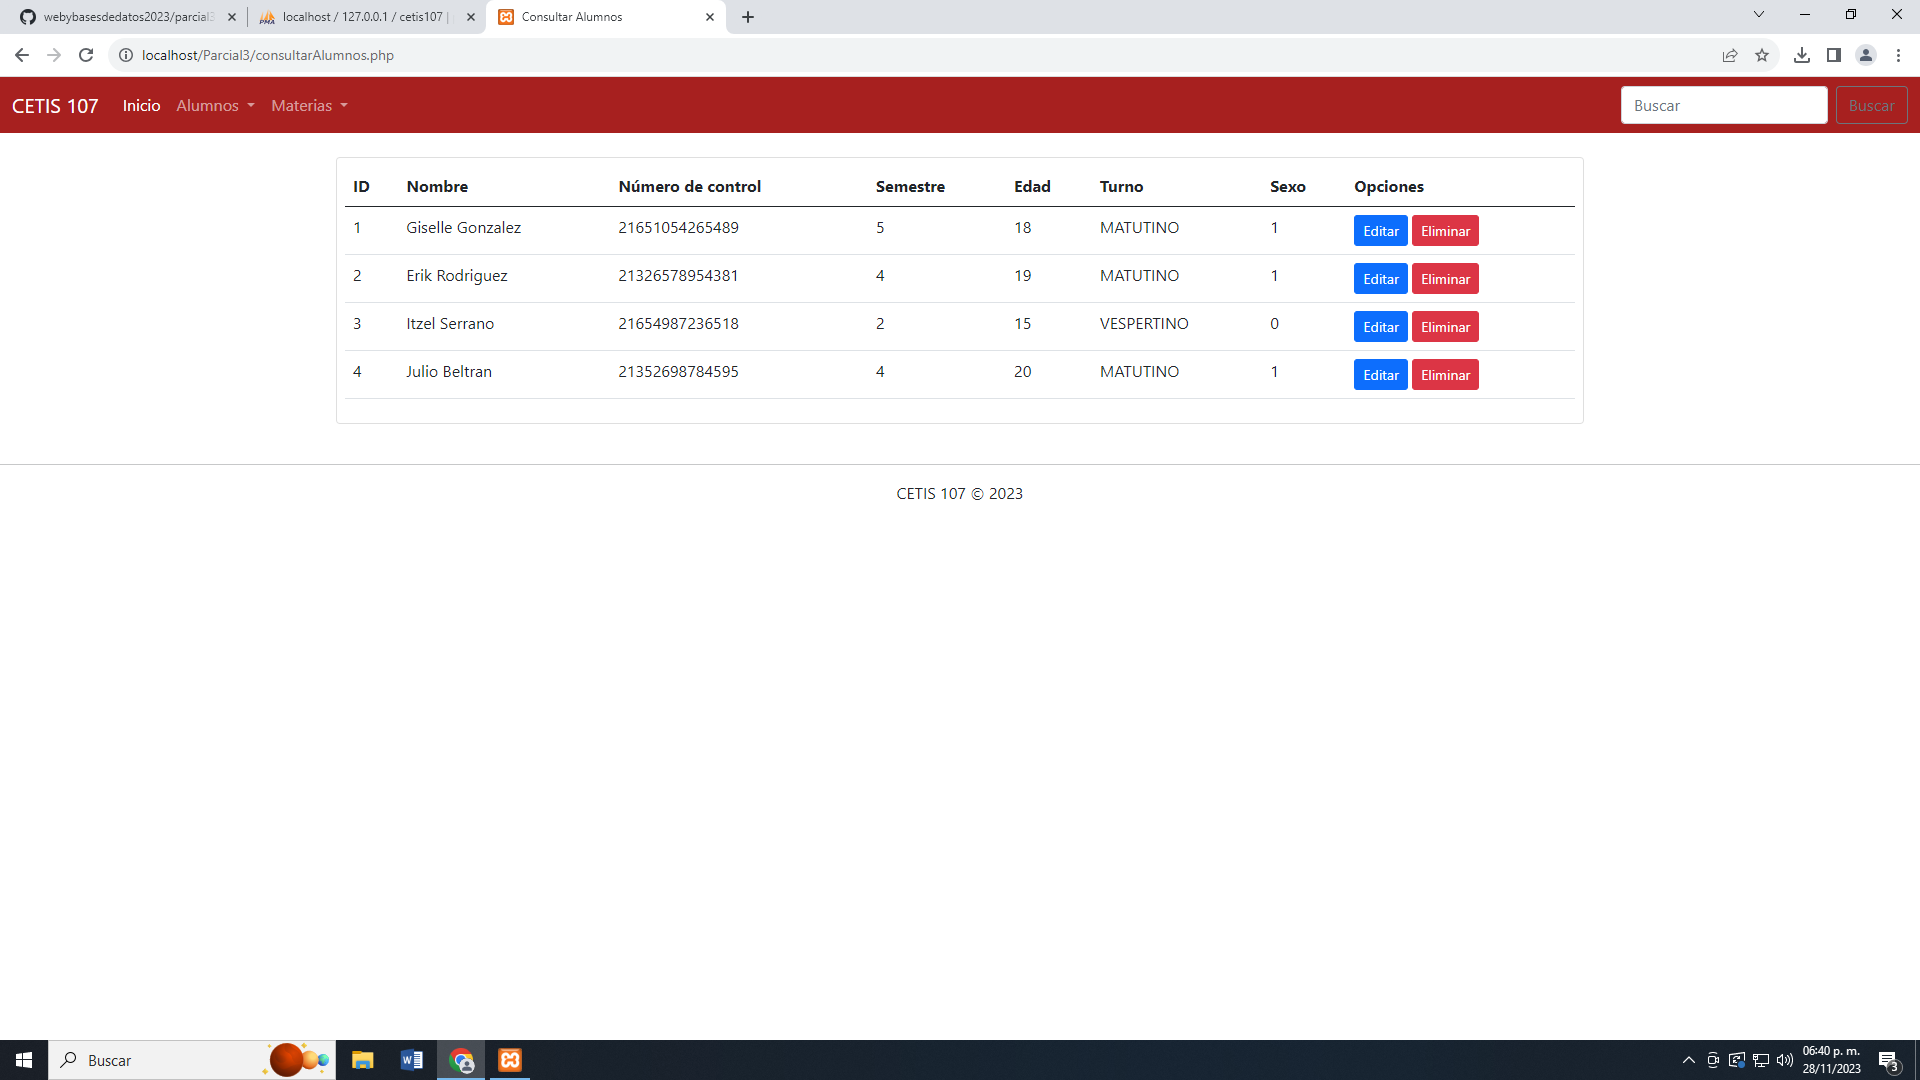 webybasesdedatos2023/parcial3
localhost / 127.0.0.1 / cetis107 |
Consultar Alumnos
localhost/Parcial3/consultarAlumnos.php
CETIS 107 Inicio Alumnos Materias Buscar Buscar
ID Nombre Número de control Semestre Edad Turno Sexo Opciones
1 Giselle Gonzalez 21651054265489 5 18 MATUTINO 1 Editar Eliminar
2 Erik Rodriguez 21326578954381 4 19 MATUTINO 1 Editar Eliminar
3 Itzel Serrano 21654987236518 2 15 VESPERTINO 0 Editar Eliminar
4 Julio Beltran 21352698784595 4 20 MATUTINO 1 Editar Eliminar
CETIS 107 © 2023
Buscar
06:40 p. m.
28/11/2023
3